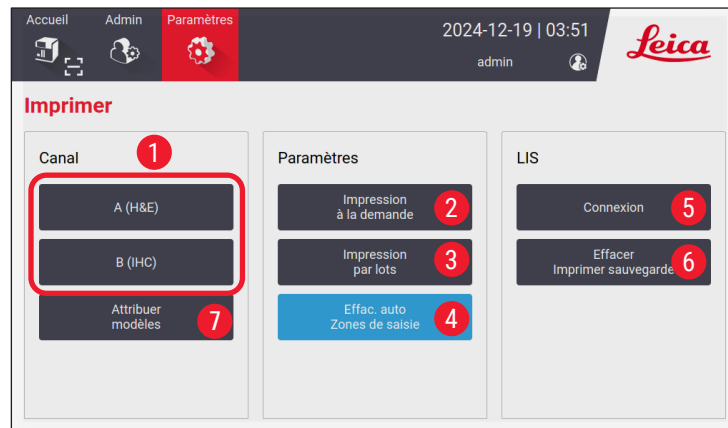 Accueil Admin Paramètres
2024-12-19 | 03:51
admin
Leica
Imprimer
Canal
1
A (H&E)
B (IHC)
Attribuer
modèles
7
Paramètres
Impression
à la demande
2
Impression
par lots
3
Effac. auto
Zones de saisie
4
LIS
Connexion
5
Effacer
Imprimer sauvegarde
6